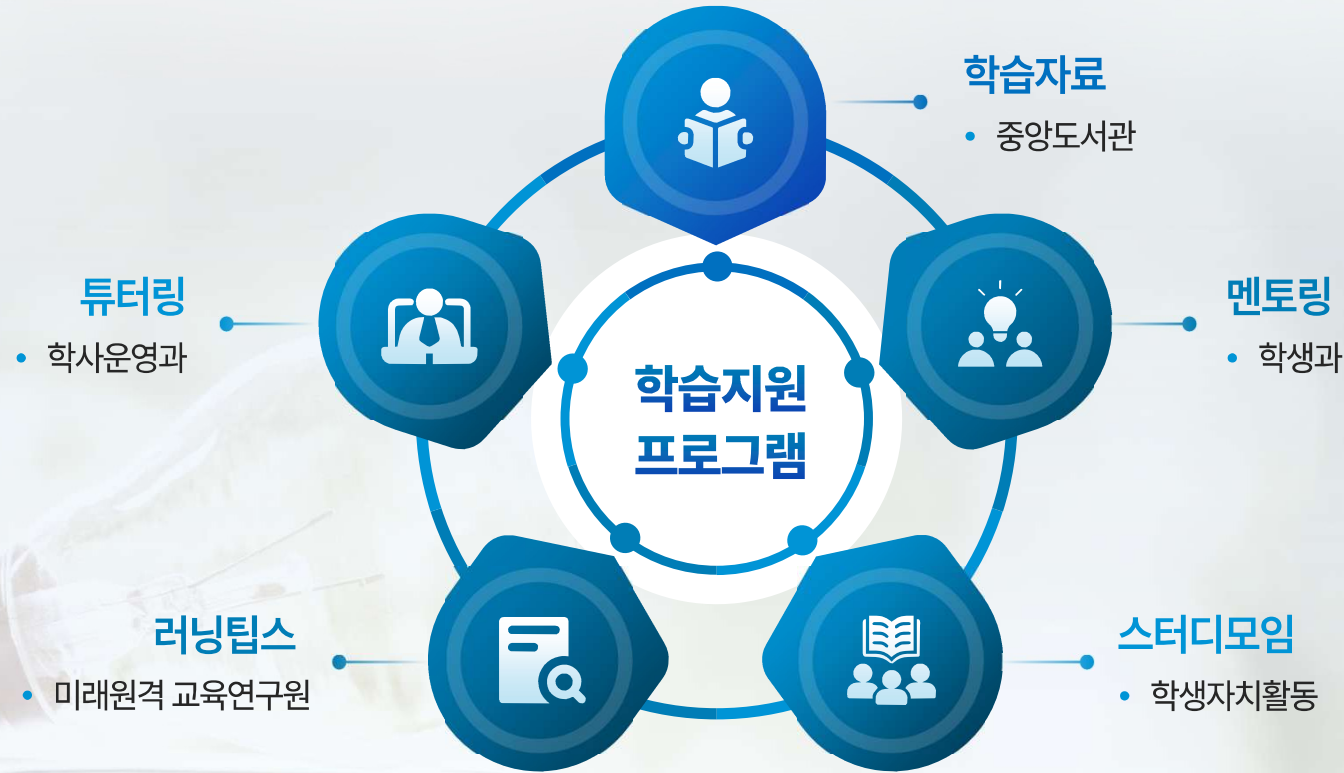 학습자료
• 중앙도서관
튜터링
• 학사운영과
멘토링
• 학생과
학습지원
프로그램
러닝팁스
• 미래원격 교육연구원
스터디모임
• 학생자치활동